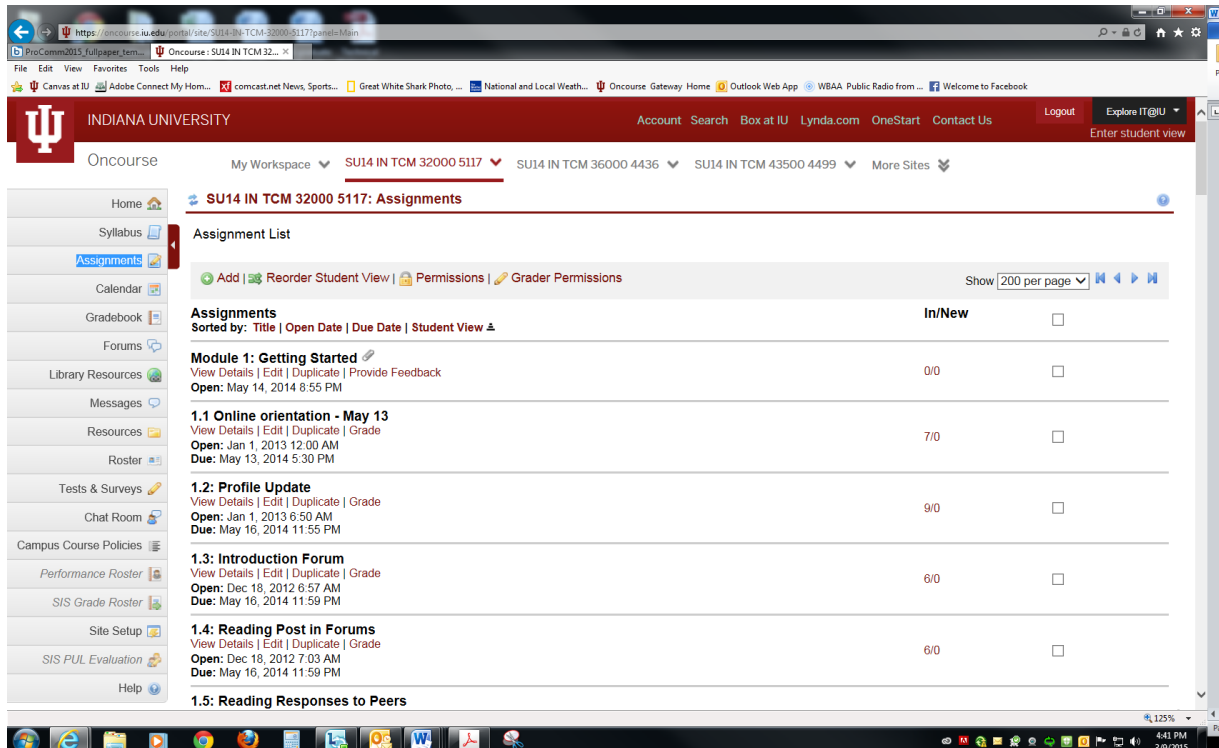 https://oncourse.iu.edu/portal/site/SU14-IN-TCM-32000-5117?panel=Main
ProComm2015_fullpaper_tem...
Oncourse : SU14 IN TCM 32...
File Edit View Favorites Tools Help
Canvas at IU Adobe Connect My Hom... comcast.net News, Sports... Great White Shark Photo, ... National and Local Weath... Oncourse Gateway Home Outlook Web App WBAA Public Radio from ... Welcome to Facebook
INDIANA UNIVERSITY
Account Search Box at IU Lynda.com OneStart Contact Us
Logout
Explore IT@IU
Enter student view
Oncourse
My Workspace SU14 IN TCM 32000 5117 SU14 IN TCM 36000 4436 SU14 IN TCM 43500 4499 More Sites
Home
Syllabus
Assignments
Calendar
Gradebook
Forums
Library Resources
Messages
Resources
Roster
Tests & Surveys
Chat Room
Campus Course Policies
Performance Roster
SIS Grade Roster
Site Setup
SIS PUL Evaluation
Help
SU14 IN TCM 32000 5117: Assignments
Assignment List
Add | Reorder Student View | Permissions | Grader Permissions
Show 200 per page
Assignments In/New
Sorted by: Title | Open Date | Due Date | Student View
Module 1: Getting Started
View Details | Edit | Duplicate | Provide Feedback
0/0
Open: May 14, 2014 8:55 PM
1.1 Online orientation - May 13
View Details | Edit | Duplicate | Grade
7/0
Open: Jan 1, 2013 12:00 AM
Due: May 13, 2014 5:30 PM
1.2: Profile Update
View Details | Edit | Duplicate | Grade
9/0
Open: Jan 1, 2013 6:50 AM
Due: May 16, 2014 11:55 PM
1.3: Introduction Forum
View Details | Edit | Duplicate | Grade
6/0
Open: Dec 18, 2012 6:57 AM
Due: May 16, 2014 11:59 PM
1.4: Reading Post in Forums
View Details | Edit | Duplicate | Grade
6/0
Open: Dec 18, 2012 7:03 AM
Due: May 16, 2014 11:59 PM
1.5: Reading Responses to Peers
125%
4:41 PM